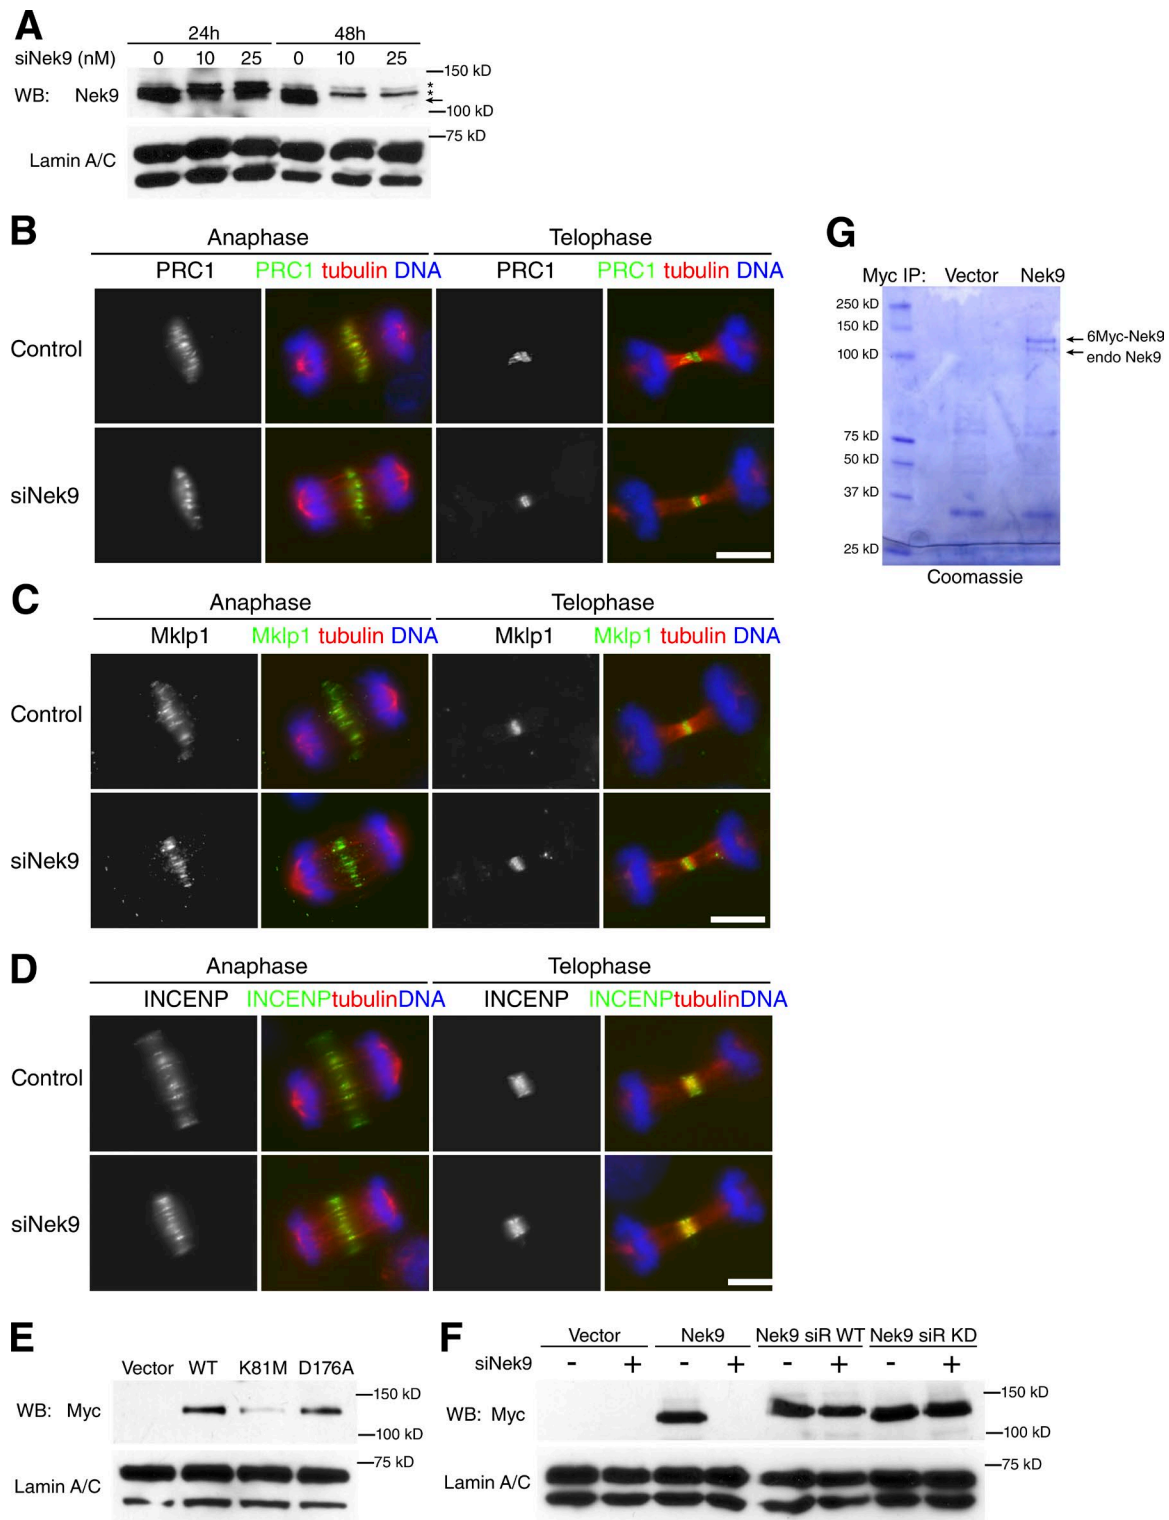 A
24h 48h
siNek9 (nM) 0 10 25 0 10 25
WB: Nek9
150 kD
*
*
100 kD
75 kD
Lamin A/C
B
Anaphase Telophase
PRC1 PRC1 tubulin DNA PRC1 PRC1 tubulin DNA
Control
siNek9
C
Anaphase Telophase
Mklp1 Mklp1 tubulin DNA Mklp1 Mklp1 tubulin DNA
Control
siNek9
D
Anaphase Telophase
INCENP INCENPtubulinDNA INCENP INCENPtubulinDNA
Control
siNek9
E
Vector WT K81M D176A
WB: Myc
150 kD
100 kD
75 kD
Lamin A/C
F
Vector Nek9 Nek9 siR WT Nek9 siR KD
siNek9 - + - + - + - +
WB: Myc
150 kD
100 kD
75 kD
Lamin A/C
G
Myc IP: Vector Nek9
250 kD
150 kD
100 kD
75 kD
50 kD
37 kD
25 kD
6Myc-Nek9
endo Nek9
Coomassie